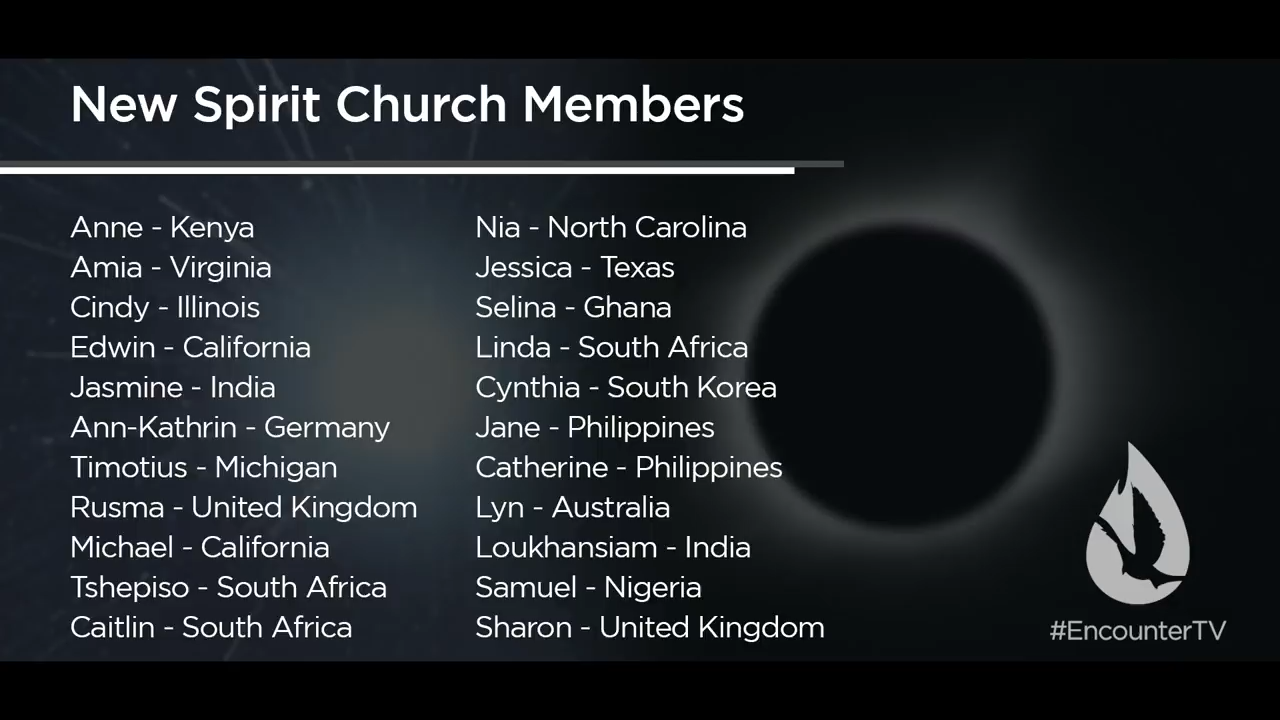 New Spirit Church Members
Anne - Kenya
Amia - Virginia
Cindy - Illinois
Edwin - California
Jasmine - India
Ann-Kathrin - Germany
Timotius - Michigan
Rusma - United Kingdom
Michael - California
Tshepiso - South Africa
Caitlin - South Africa
Nia - North Carolina
Jessica - Texas
Selina - Ghana
Linda - South Africa
Cynthia - South Korea
Jane - Philippines
Catherine - Philippines
Lyn - Australia
Loukhansiam - India
Samuel - Nigeria
Sharon - United Kingdom
#EncounterTV